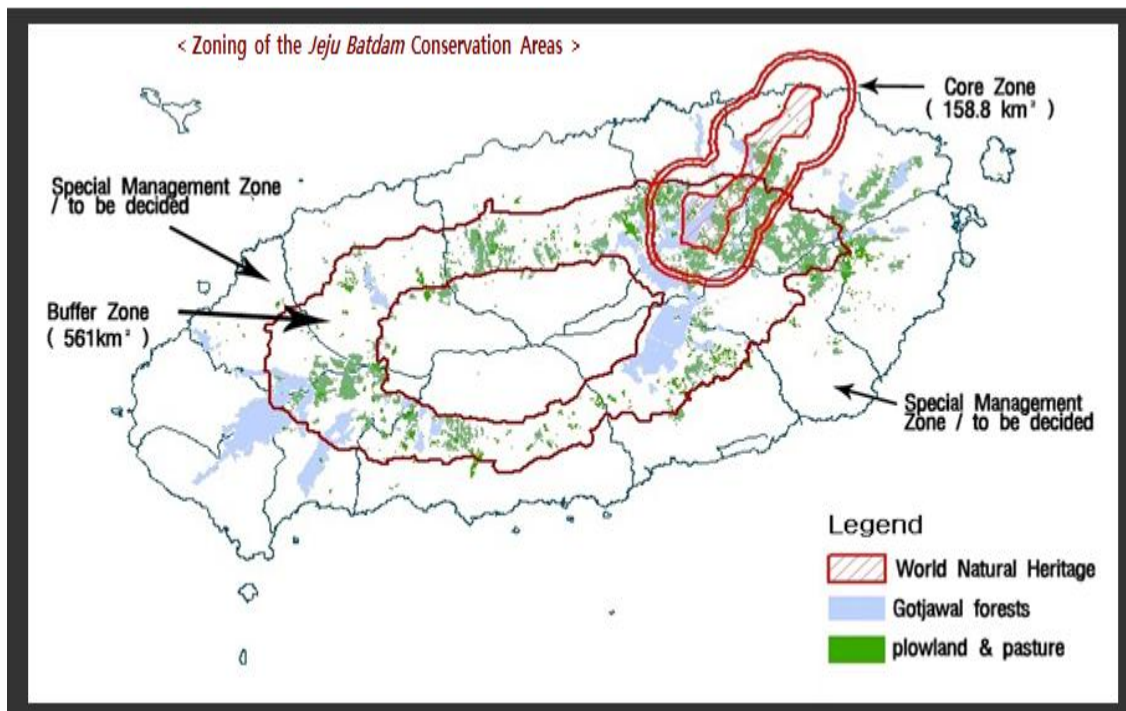 < Zoning of the Jeju Batdam Conservation Areas >
Core Zone
( 158.8 km² )
Special Management Zone
/ to be decided
Buffer Zone
( 561km² )
Special Management
Zone / to be decided
Legend
World Natural Heritage
Gotjawal forests
plowland & pasture